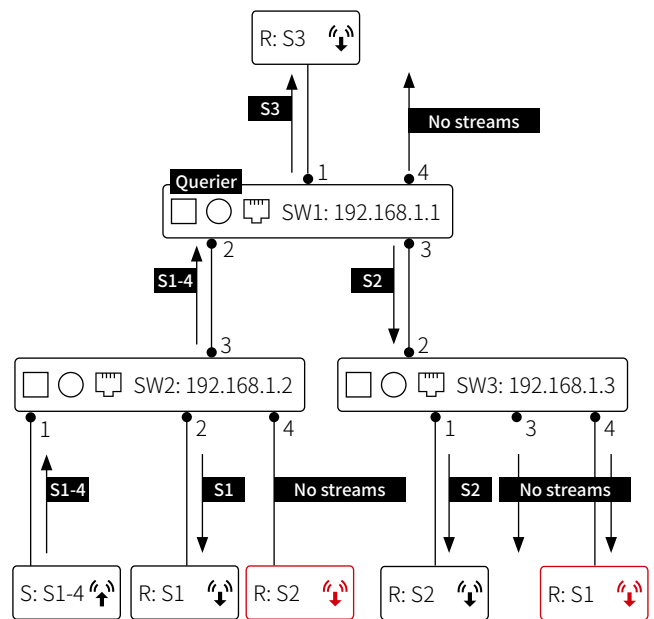 R: S3
S3
No streams
1
4
Querier
SW1: 192.168.1.1
2
3
S1-4
S2
3
2
SW2: 192.168.1.2
SW3: 192.168.1.3
1
2
4
1
3
4
S1-4
S1
No streams
S2
No streams
S: S1-4
R: S1
R: S2
R: S2
R: S1